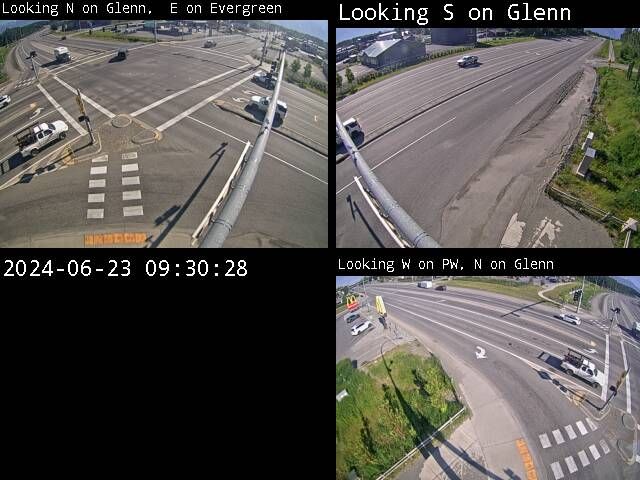 Looking N on Glenn,  E on Evergreen
Looking S on Glenn
2024-06-23 09:30:28
Looking W on PW, N on Glenn